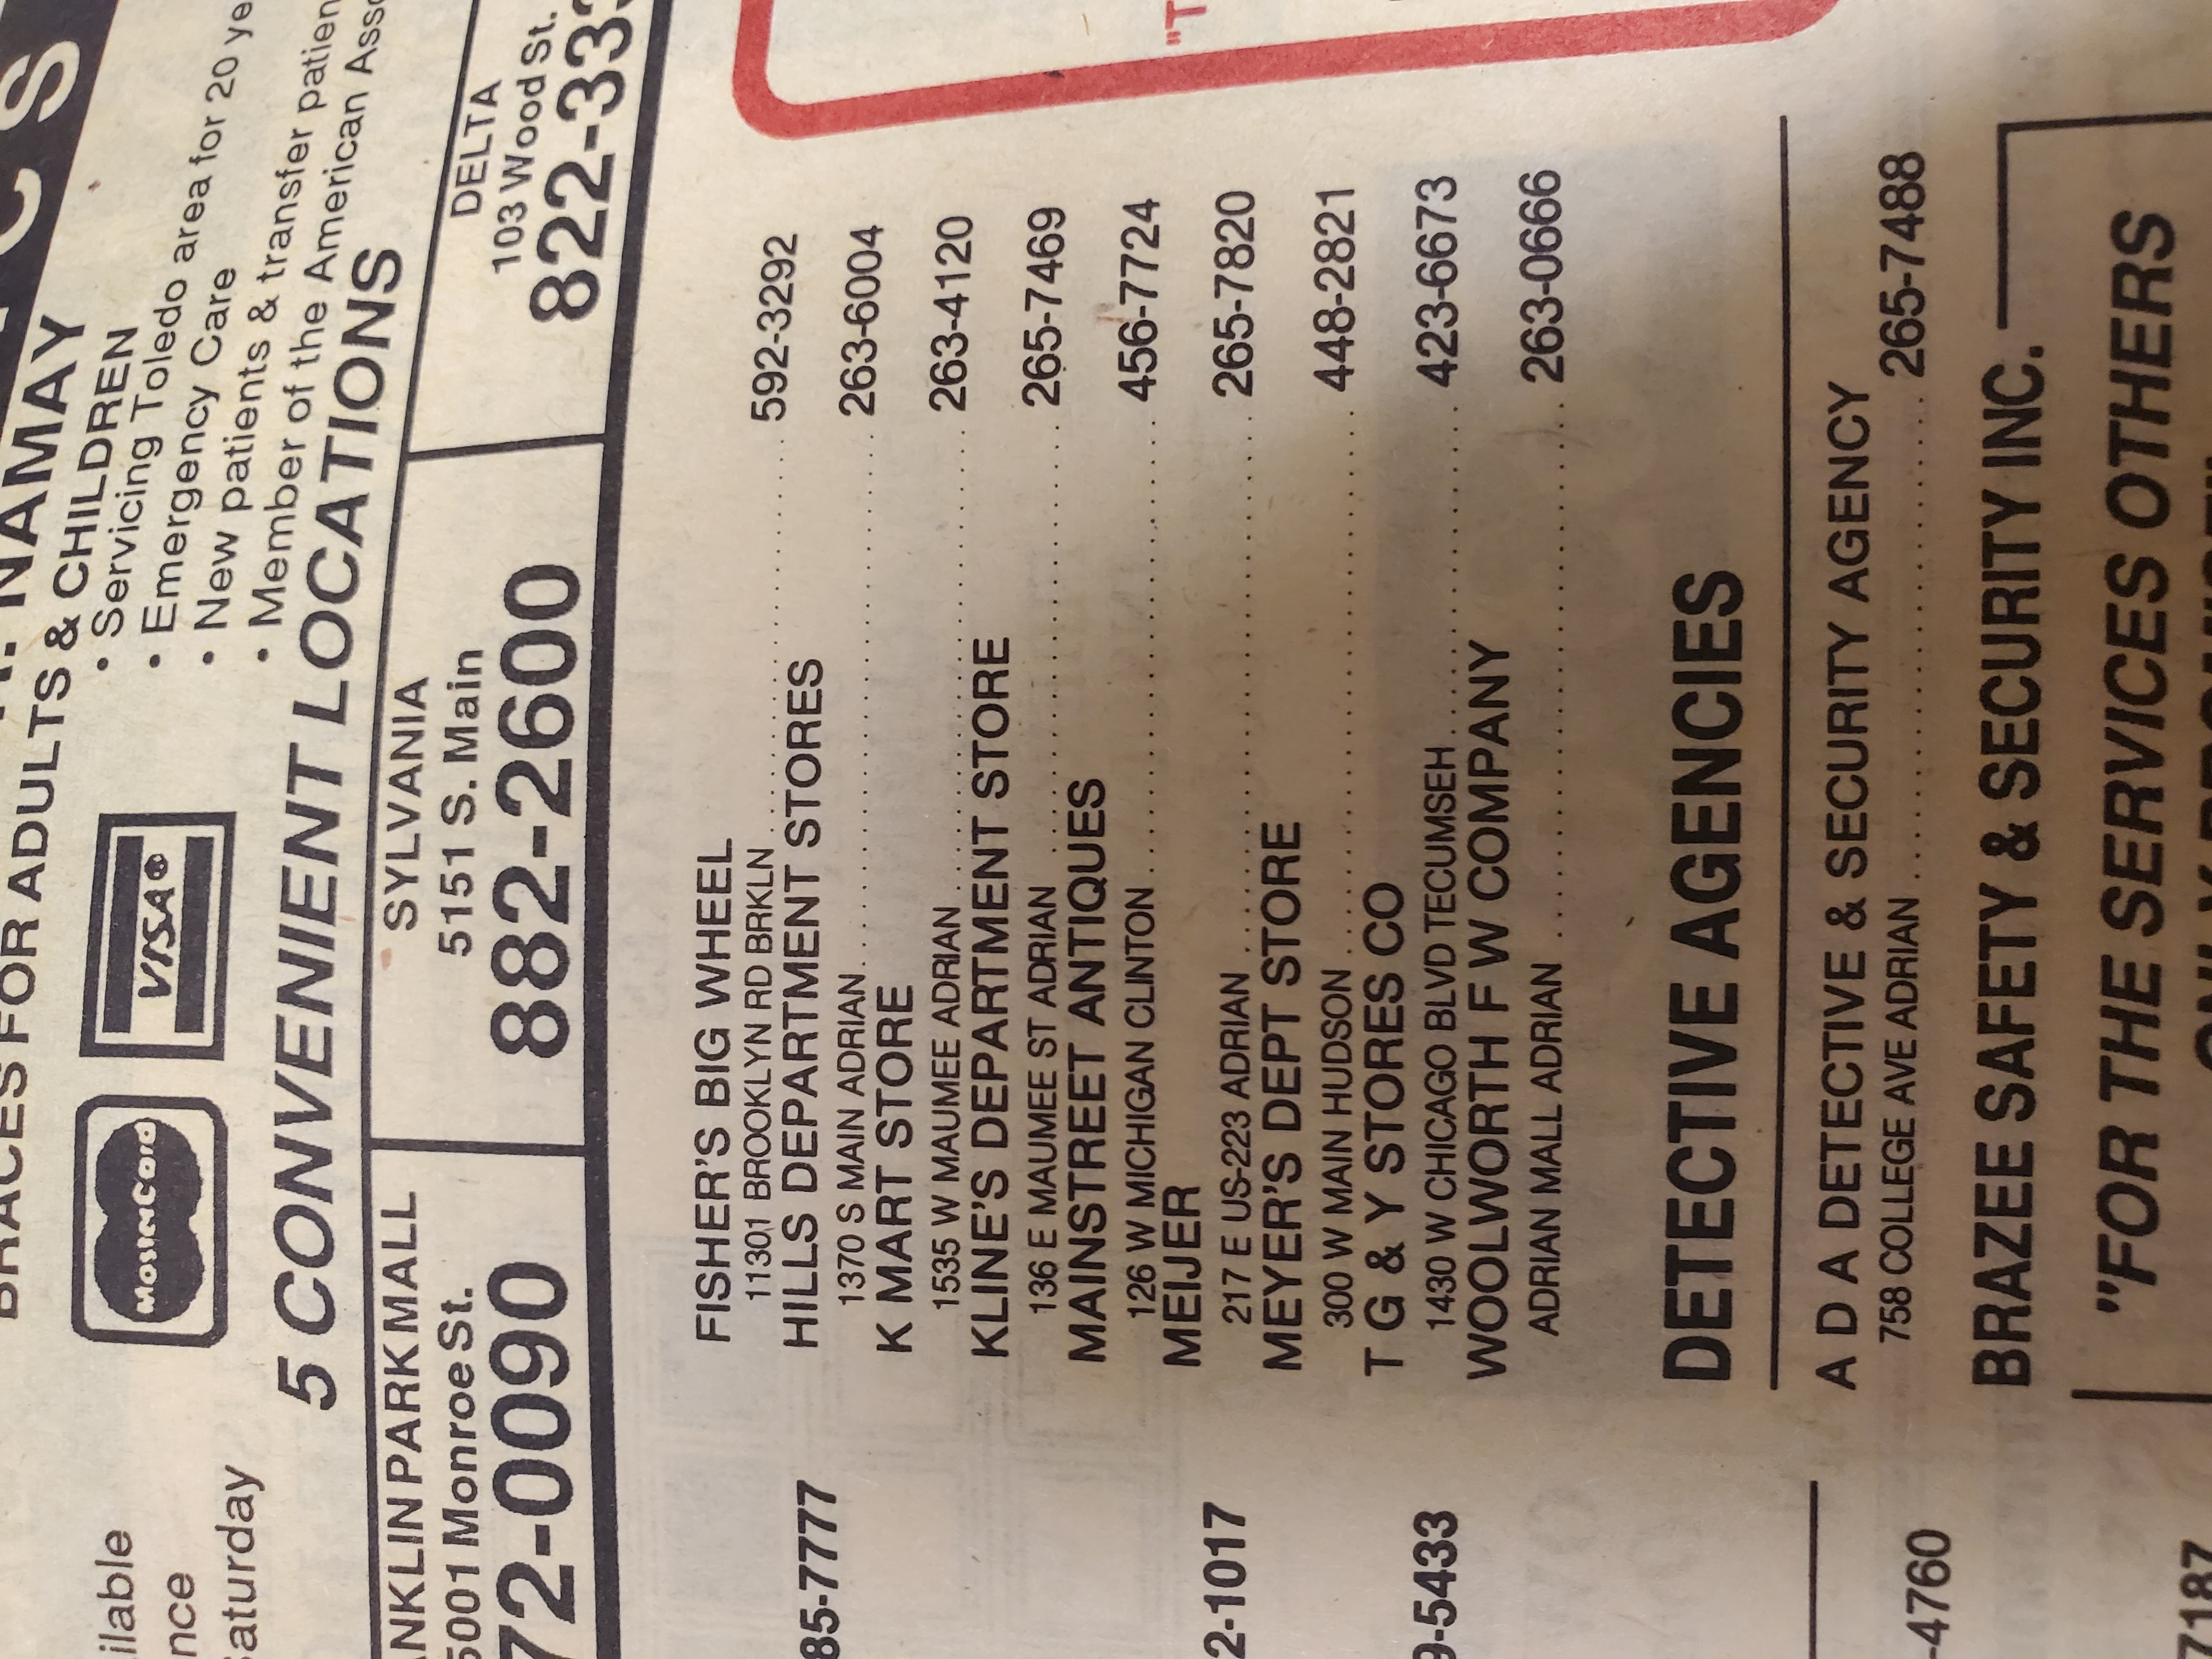 CS
NAMAY
BRACES FOR ADULTS & CHILDREN
• Servicing Toledo area for 20 ye
• Emergency Care
• New patients & transfer patien
• Member of the American Asso
ilable
nce
Saturday
MasterCard
VISA®
5 CONVENIENT LOCATIONS
ANKLIN PARK MALL
5001 Monroe St.
72-0090
SYLVANIA
5151 S. Main
882-2600
DELTA
103 Wood St.
822-333
"T
85-7777
2-1017
9-5433
-4760
7187
FISHER'S BIG WHEEL
11301 BROOKLYN RD BRKLN 592-3292
HILLS DEPARTMENT STORES
1370 S MAIN ADRIAN 263-6004
K MART STORE
1535 W MAUMEE ADRIAN 263-4120
KLINE'S DEPARTMENT STORE
136 E MAUMEE ST ADRIAN 265-7469
MAINSTREET ANTIQUES
126 W MICHIGAN CLINTON 456-7724
MEIJER
217 E US-223 ADRIAN 265-7820
MEYER'S DEPT STORE
300 W MAIN HUDSON 448-2821
T G & Y STORES CO
1430 W CHICAGO BLVD TECUMSEH 423-6673
WOOLWORTH F W COMPANY
ADRIAN MALL ADRIAN 263-0666
DETECTIVE AGENCIES
A D A DETECTIVE & SECURITY AGENCY
758 COLLEGE AVE ADRIAN 265-7488
BRAZEE SAFETY & SECURITY INC.
"FOR THE SERVICES OTHERS